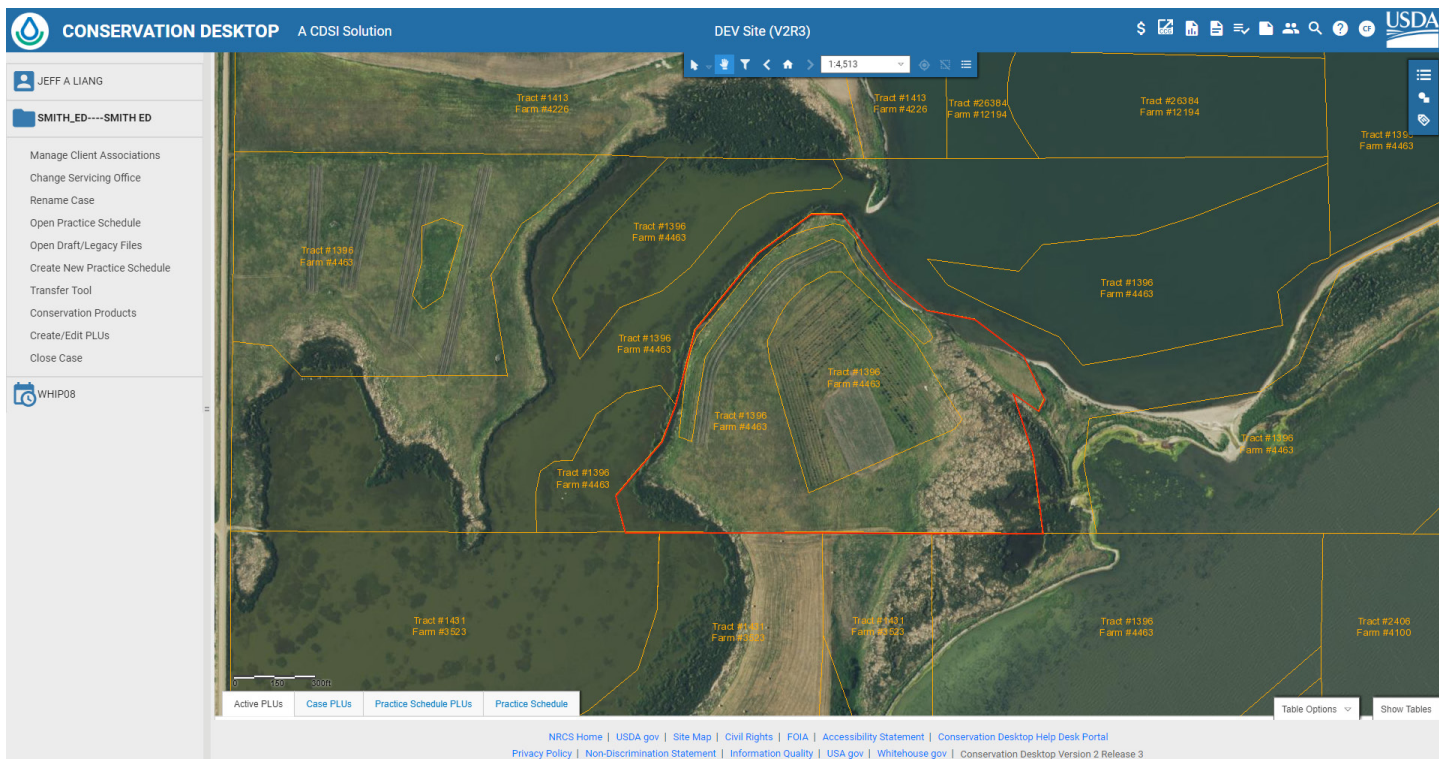 CONSERVATION DESKTOP A CDSI Solution
DEV Site (V2R3)
$
CF
USDA
JEFF A LIANG
SMITH_ED----SMITH ED
Manage Client Associations
Change Servicing Office
Rename Case
Open Practice Schedule
Open Draft/Legacy Files
Create New Practice Schedule
Transfer Tool
Conservation Products
Create/Edit PLUs
Close Case
WHIP08
1:4,513
Tract #1413
Farm #4226
Tract #1413
Farm #4226
Tract #26384
Farm #12194
Tract #26384
Farm #12194
Tract #1396
Farm #4463
Tract #1396
Farm #4463
Tract #1396
Farm #4463
Tract #1396
Farm #4463
Tract #1396
Farm #4463
Tract #1396
Farm #4463
Tract #1396
Farm #4463
Tract #1396
Farm #4463
Tract #1396
Farm #4463
Tract #1431
Farm #3523
Tract #1431
Farm #3523
Tract #1431
Farm #3523
Tract #1396
Farm #4463
Tract #2406
Farm #4100
0 150 300ft
Active PLUs Case PLUs Practice Schedule PLUs Practice Schedule
Table Options Show Tables
NRCS Home | USDA gov | Site Map | Civil Rights | FOIA | Accessibility Statement | Conservation Desktop Help Desk Portal
Privacy Policy | Non-Discrimination Statement | Information Quality | USA gov | Whitehouse gov | Conservation Desktop Version 2 Release 3